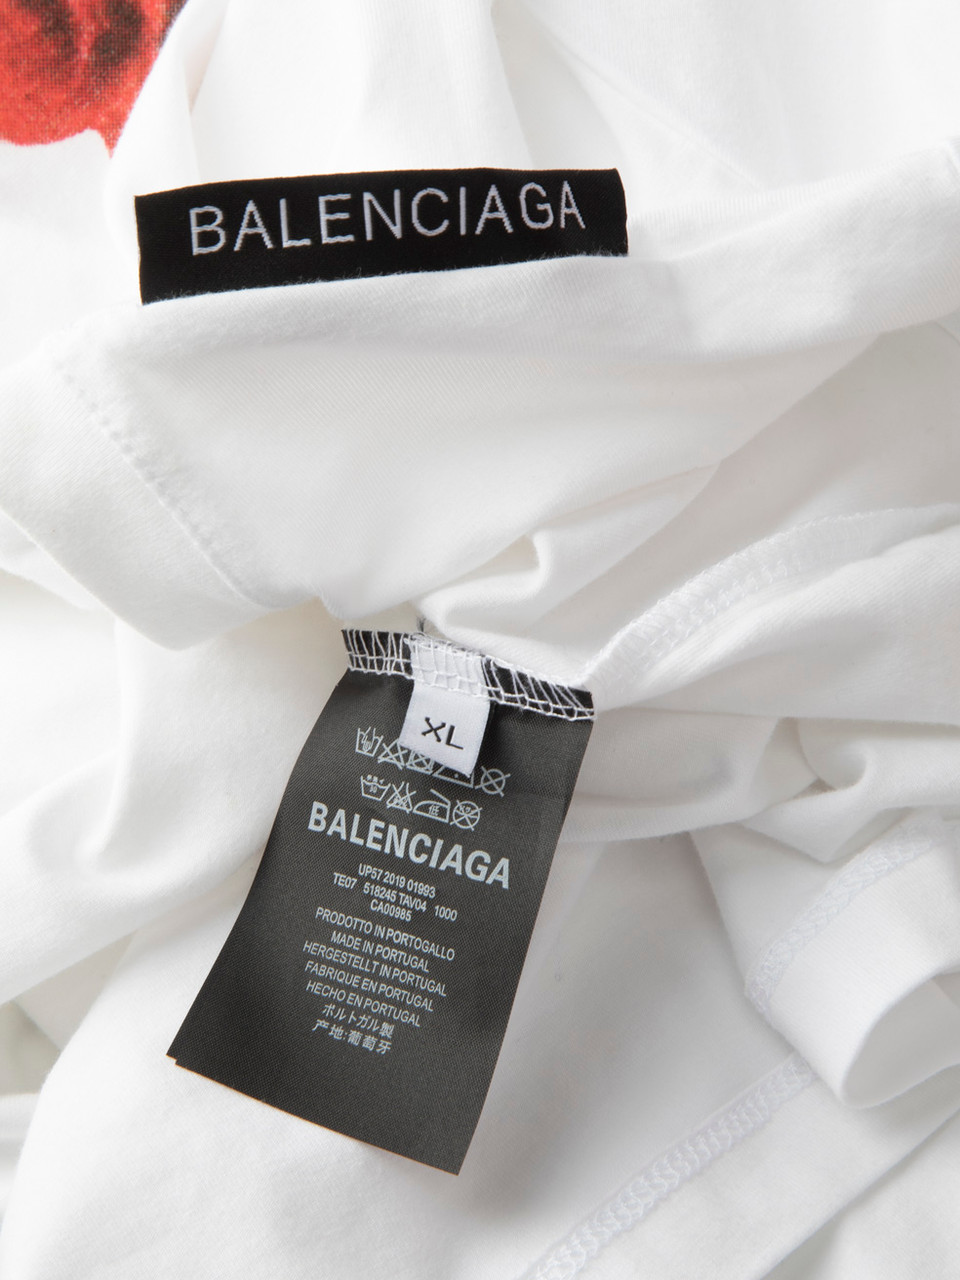 BALENCIAGA
XL
低
BALENCIAGA
UP57 2019 01993
TE07 518245 TAV04 1000
CA00985
PRODOTTO IN PORTOGALLO
MADE IN PORTUGAL
HERGESTELLT IN PORTUGAL
FABRIQUE EN PORTUGAL
HECHO EN PORTUGAL
ポルトガル製
产地:葡萄牙